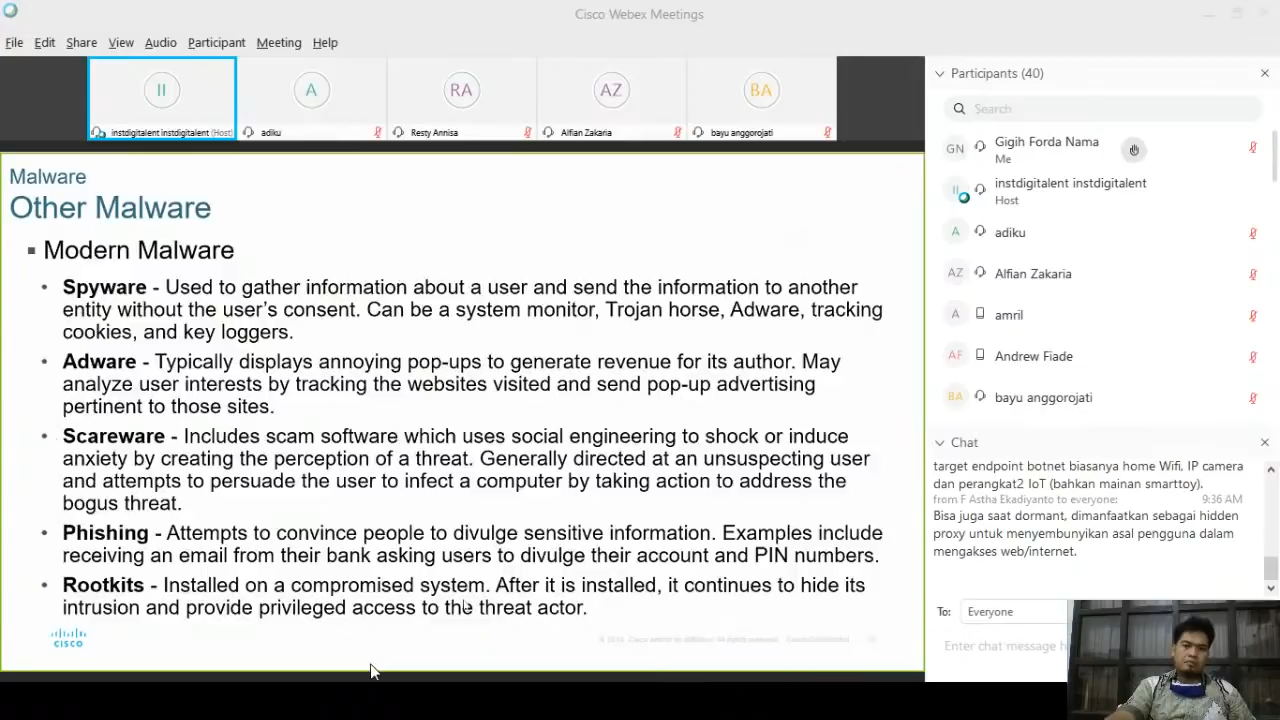 Cisco Webex Meetings
File Edit Share View Audio Participant Meeting Help
II
A
RA
AZ
BA
instdigitalent instdigitalent (Host)
adiku
Resty Annisa
Alfian Zakaria
bayu anggorojati
Malware
Other Malware
▪ Modern Malware
• Spyware - Used to gather information about a user and send the information to another
entity without the user's consent. Can be a system monitor, Trojan horse, Adware, tracking
cookies, and key loggers.
• Adware - Typically displays annoying pop-ups to generate revenue for its author. May
analyze user interests by tracking the websites visited and send pop-up advertising
pertinent to those sites.
• Scareware - Includes scam software which uses social engineering to shock or induce
anxiety by creating the perception of a threat. Generally directed at an unsuspecting user
and attempts to persuade the user to infect a computer by taking action to address the
bogus threat.
• Phishing - Attempts to convince people to divulge sensitive information. Examples include
receiving an email from their bank asking users to divulge their account and PIN numbers.
• Rootkits - Installed on a compromised system. After it is installed, it continues to hide its
intrusion and provide privileged access to the threat actor.
CISCO
Participants (40)
Search
GN Gigih Forda Nama
Me
II instdigitalent instdigitalent
Host
A adiku
AZ Alfian Zakaria
A amril
AF Andrew Fiade
BA bayu anggorojati
Chat
target endpoint botnet biasanya home Wifi, IP camera
dan perangkat2 IoT (bahkan mainan smarttoy).
from F Astha Ekadiyanto to everyone: 9:36 AM
Bisa juga saat dormant, dimanfaatkan sebagai hidden
proxy untuk menyembunyikan asal pengguna dalam
mengakses web/internet.
To: Everyone
Enter chat message h